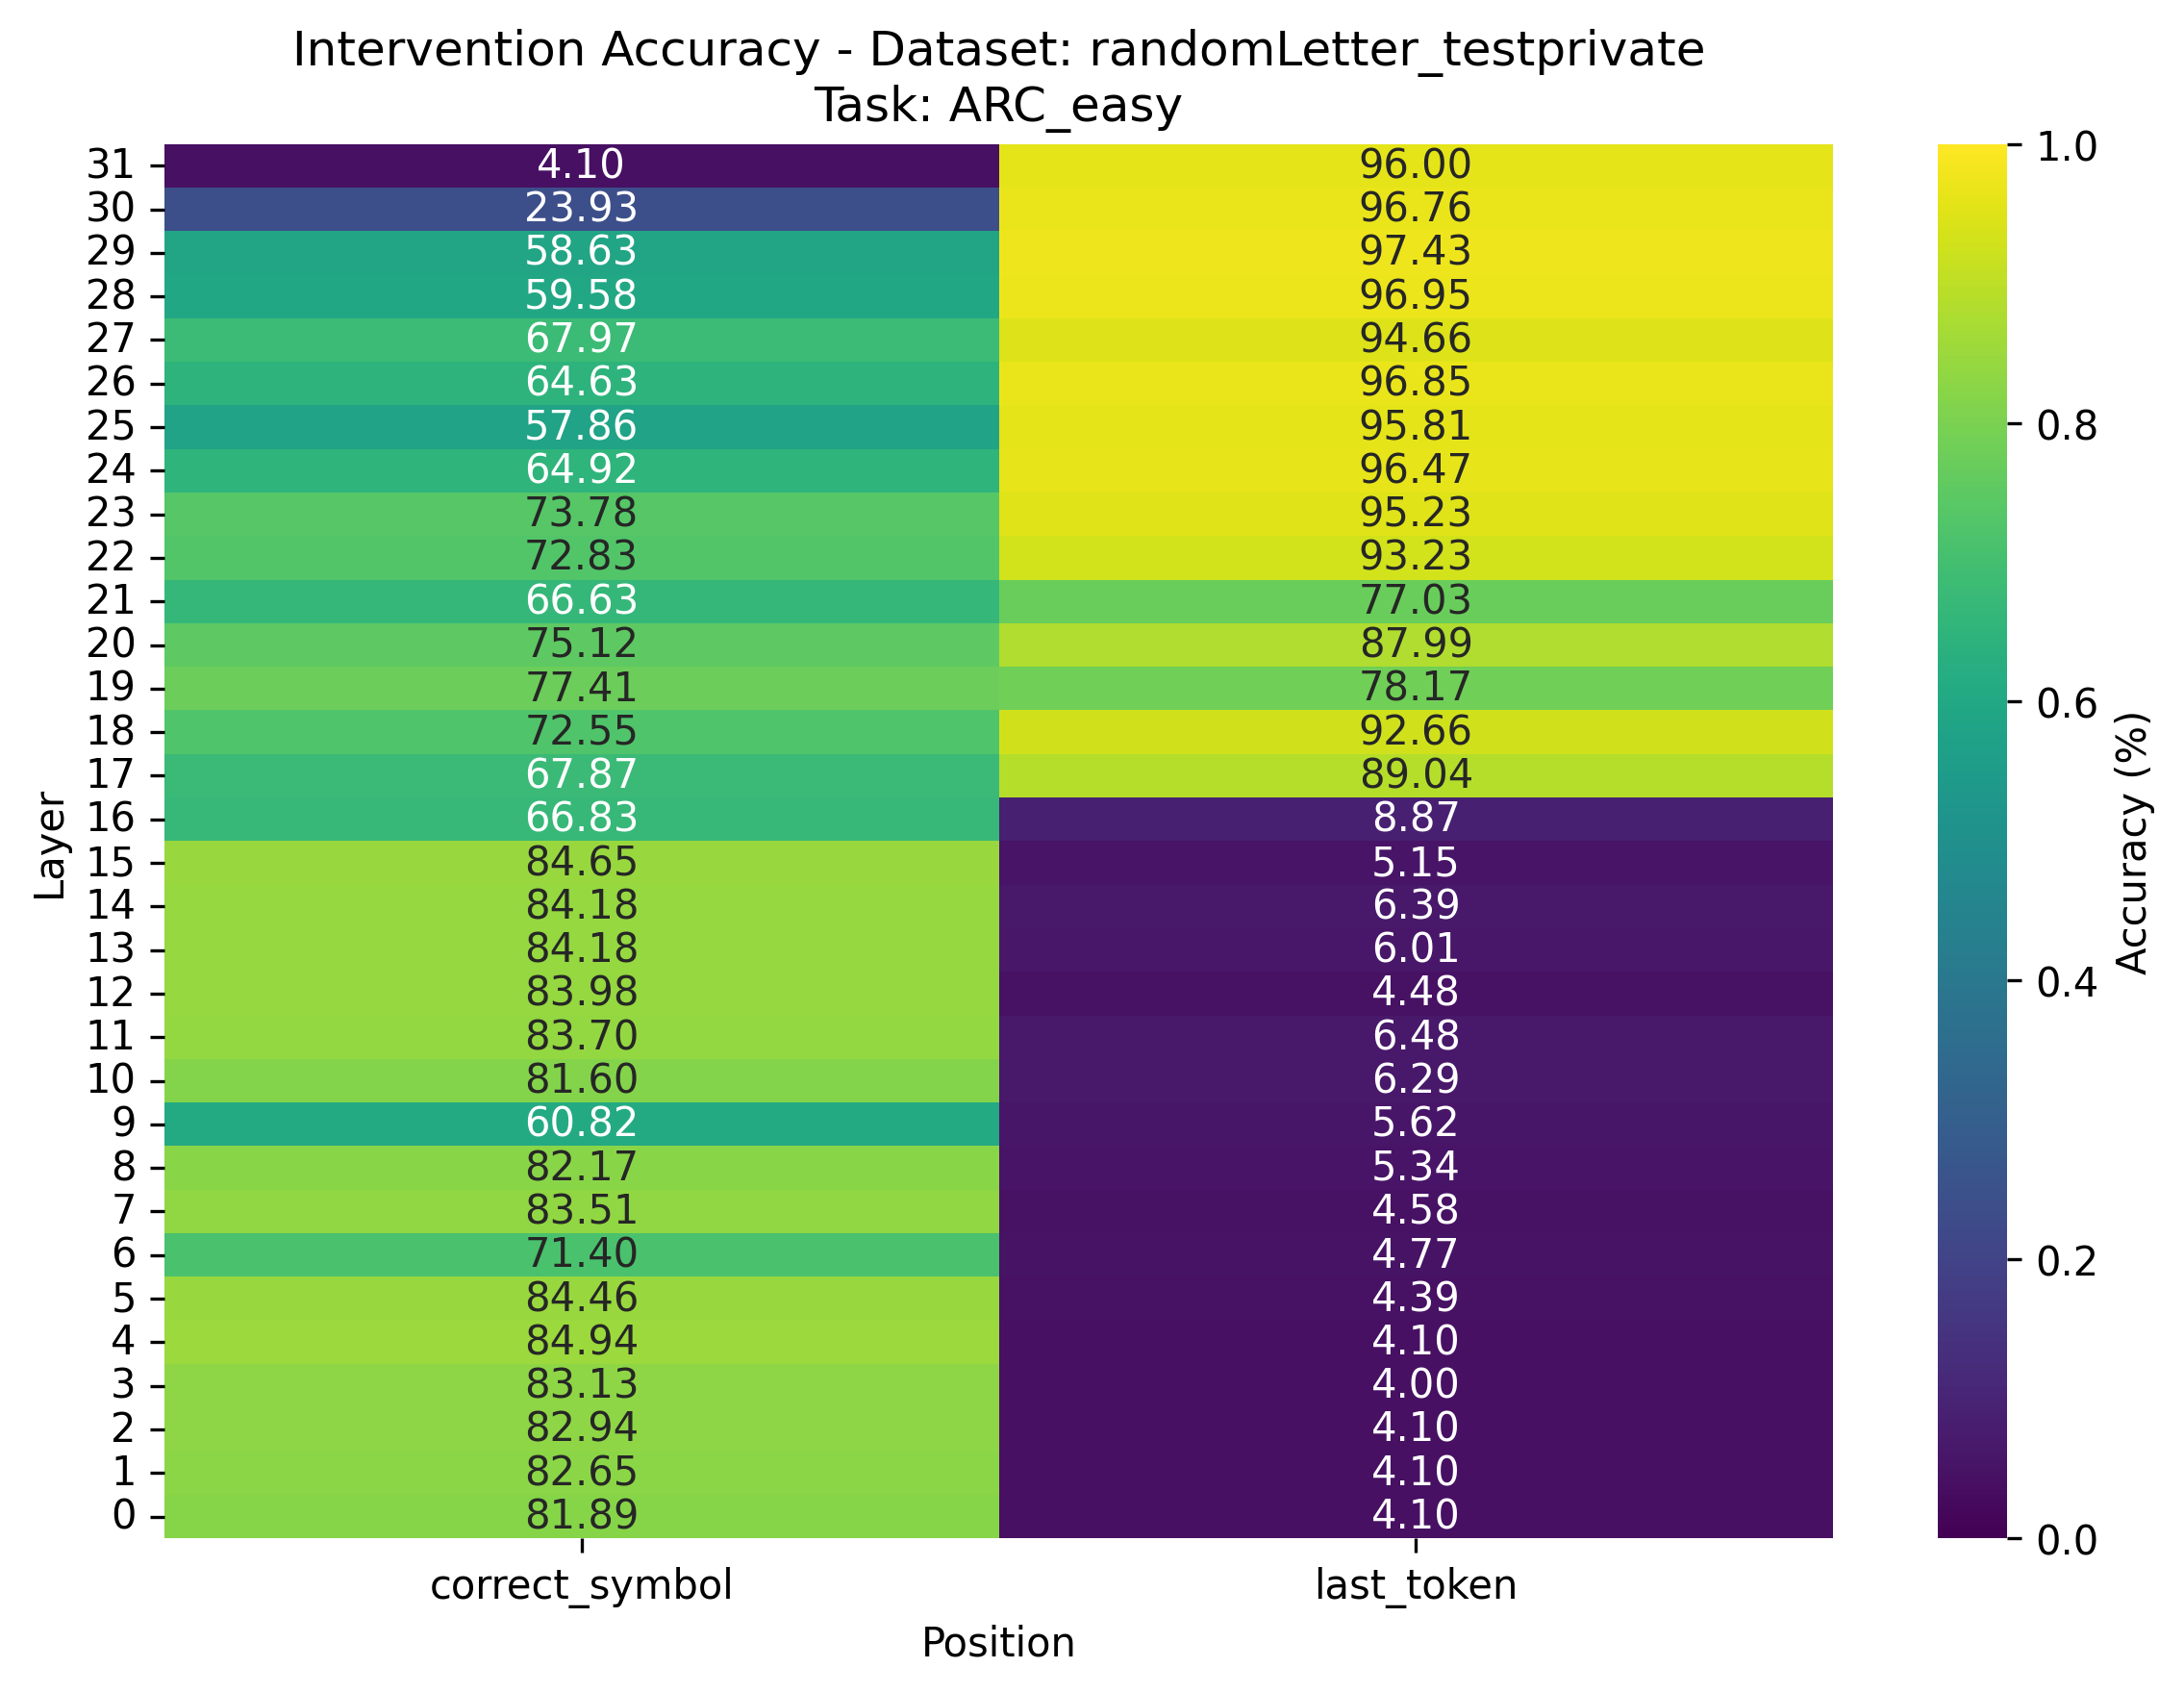 Intervention Accuracy - Dataset: randomLetter_testprivate
Task: ARC_easy
31 4.10 96.00
30 23.93 96.76
29 58.63 97.43
28 59.58 96.95
27 67.97 94.66
26 64.63 96.85
25 57.86 95.81
24 64.92 96.47
23 73.78 95.23
22 72.83 93.23
21 66.63 77.03
20 75.12 87.99
19 77.41 78.17
18 72.55 92.66
17 67.87 89.04
16 66.83 8.87
15 84.65 5.15
14 84.18 6.39
13 84.18 6.01
12 83.98 4.48
11 83.70 6.48
10 81.60 6.29
9 60.82 5.62
8 82.17 5.34
7 83.51 4.58
6 71.40 4.77
5 84.46 4.39
4 84.94 4.10
3 83.13 4.00
2 82.94 4.10
1 82.65 4.10
0 81.89 4.10
Layer
correct_symbol last_token
Position
1.0
0.8
0.6
0.4
0.2
0.0
Accuracy (%)